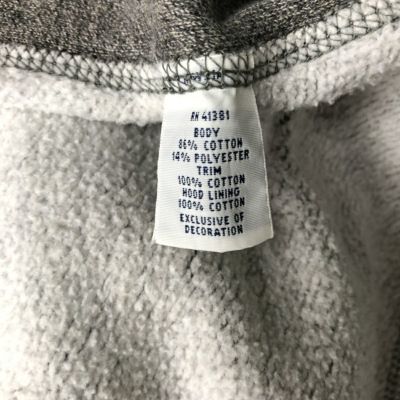 RN 41381
BODY
86% COTTON
14% POLYESTER
TRIM
100% COTTON
HOOD LINING
100% COTTON
EXCLUSIVE OF
DECORATION